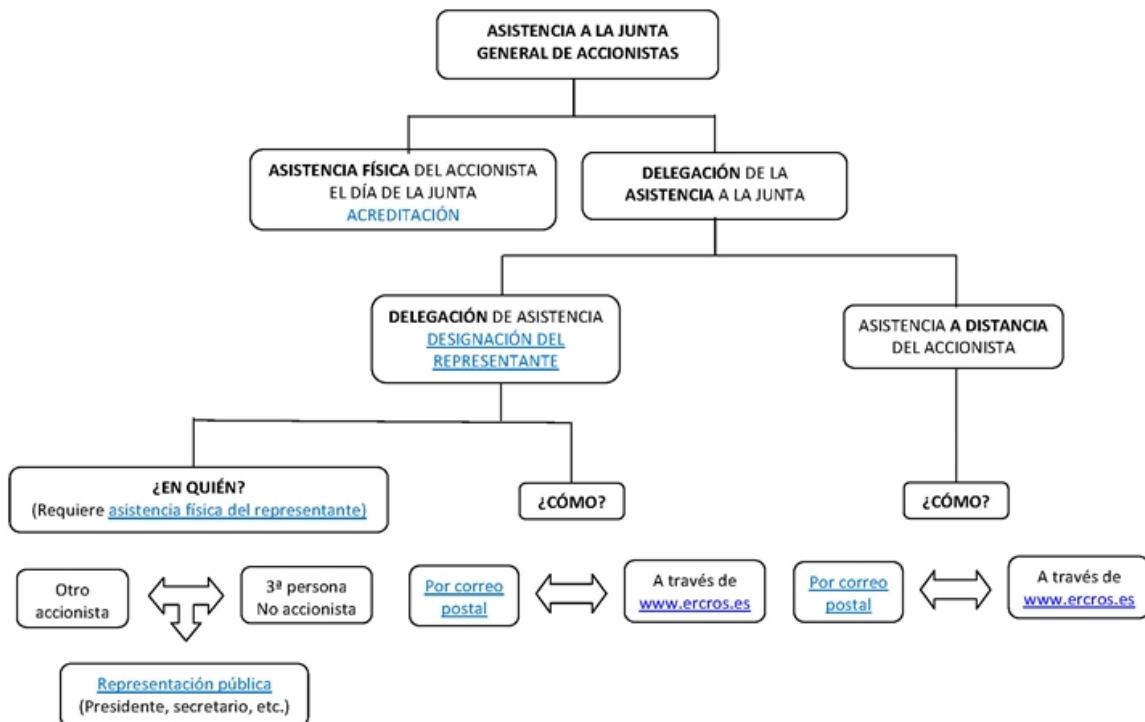 ASISTENCIA A LA JUNTA
GENERAL DE ACCIONISTAS
ASISTENCIA FÍSICA DEL ACCIONISTA
EL DÍA DE LA JUNTA
ACREDITACIÓN
DELEGACIÓN DE LA
ASISTENCIA A LA JUNTA
DELEGACIÓN DE ASISTENCIA
DESIGNACIÓN DEL
REPRESENTANTE
ASISTENCIA A DISTANCIA
DEL ACCIONISTA
¿EN QUIÉN?
(Requiere asistencia física del representante)
¿CÓMO?
¿CÓMO?
Otro
accionista
3ª persona
No accionista
Por correo
postal
A través de
www.ercros.es
Por correo
postal
A través de
www.ercros.es
Representación pública
(Presidente, secretario, etc.)